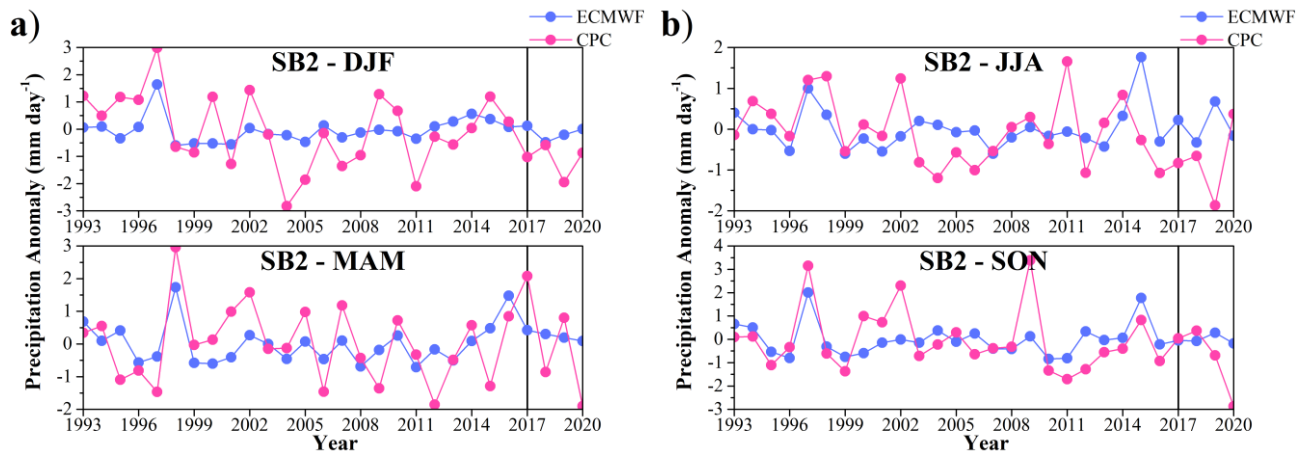 a)
ECMWF
CPC
SB2 - DJF
3
2
1
0
-1
-2
-3
1993 1996 1999 2002 2005 2008 2011 2014 2017 2020
SB2 - MAM
3
2
1
0
-1
-2
1993 1996 1999 2002 2005 2008 2011 2014 2017 2020
Precipitation Anomaly (mm day-1)
Year
b)
ECMWF
CPC
SB2 - JJA
2
1
0
-1
-2
1993 1996 1999 2002 2005 2008 2011 2014 2017 2020
SB2 - SON
4
3
2
1
0
-1
-2
-3
1993 1996 1999 2002 2005 2008 2011 2014 2017 2020
Precipitation Anomaly (mm day-1)
Year